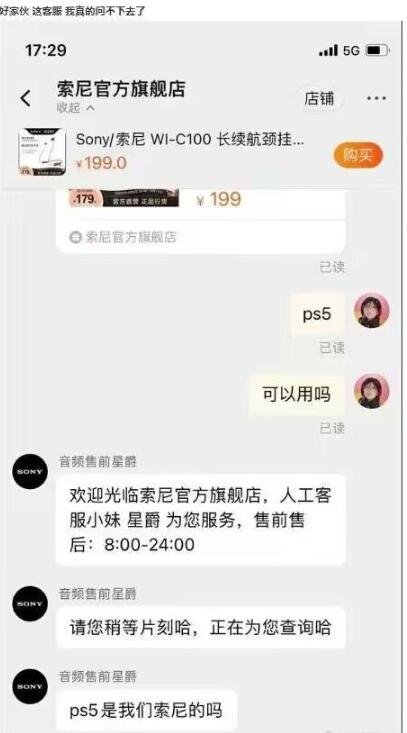 好家伙 这客服 我真的问不下去了
17:29
5G
索尼官方旗舰店
收起
店铺
Sony/索尼 WI-C100 长续航颈挂...
¥199.0
购买
179.
官方直营 正品行货
¥ 199
索尼官方旗舰店
已读
ps5
已读
可以用吗
已读
音频售前星爵
SONY
欢迎光临索尼官方旗舰店，人工客
服小妹 星爵 为您服务，售前售
后：8:00-24:00
音频售前星爵
SONY
请您稍等片刻哈，正在为您查询哈
音频售前星爵
SONY
ps5是我们索尼的吗